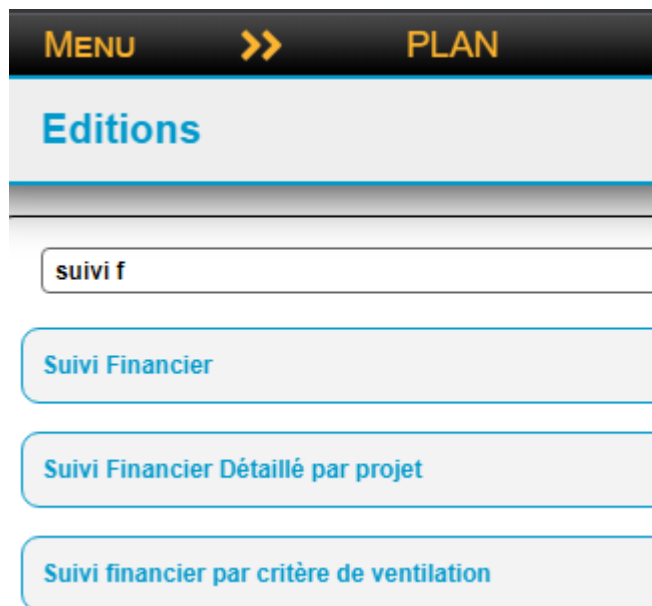 MENU >> PLAN
Editions
suivi f
Suivi Financier
Suivi Financier Détaillé par projet
Suivi financier par critère de ventilation